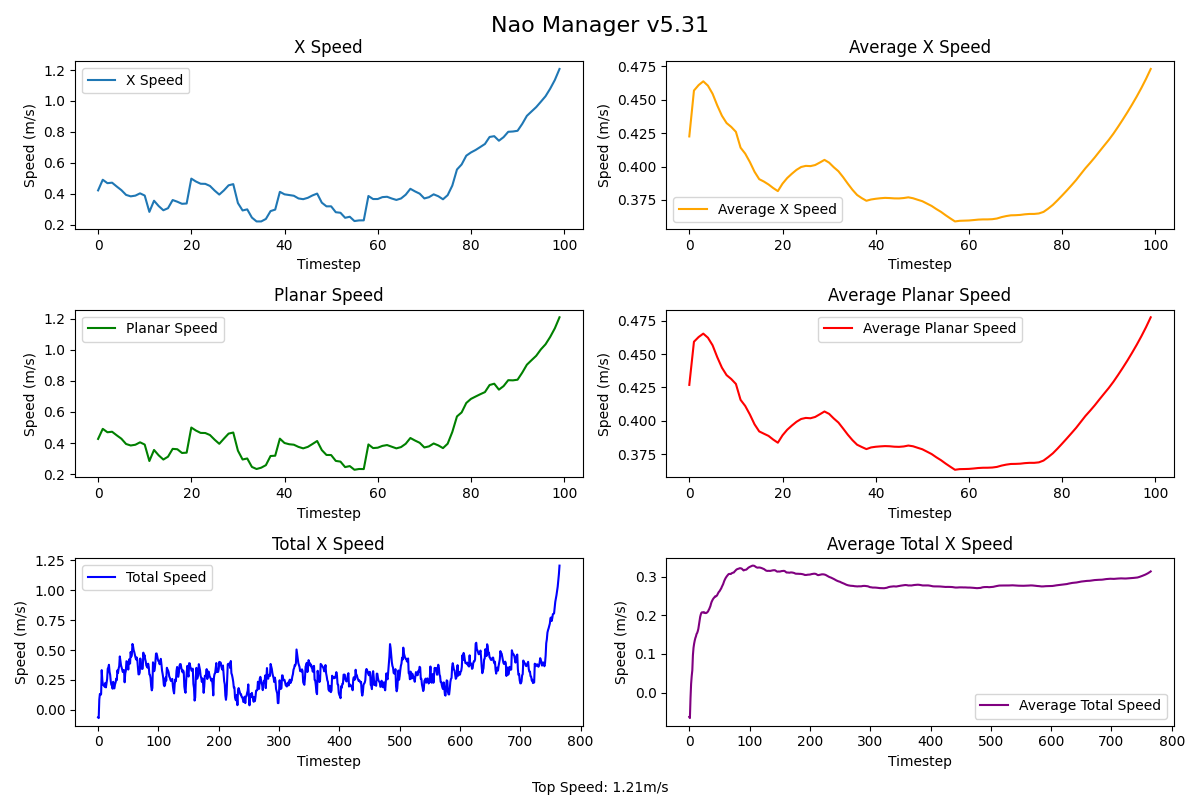 Nao Manager v5.31
X Speed
Speed (m/s)
1.2
1.0
0.8
0.6
0.4
0.2
X Speed
0 20 40 60 80 100
Timestep
Average X Speed
Speed (m/s)
0.475
0.450
0.425
0.400
0.375
Average X Speed
0 20 40 60 80 100
Timestep
Planar Speed
Speed (m/s)
1.2
1.0
0.8
0.6
0.4
0.2
Planar Speed
0 20 40 60 80 100
Timestep
Average Planar Speed
Speed (m/s)
0.475
0.450
0.425
0.400
0.375
Average Planar Speed
0 20 40 60 80 100
Timestep
Total X Speed
Speed (m/s)
1.25
1.00
0.75
0.50
0.25
0.00
Total Speed
0 100 200 300 400 500 600 700 800
Timestep
Average Total X Speed
Speed (m/s)
0.3
0.2
0.1
0.0
Average Total Speed
0 100 200 300 400 500 600 700 800
Timestep
Top Speed: 1.21m/s